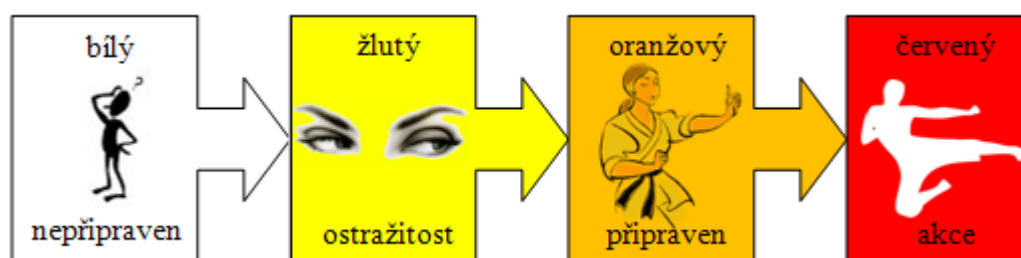 bílý
nepřipraven
žlutý
ostražitost
oranžový
připraven
červený
akce